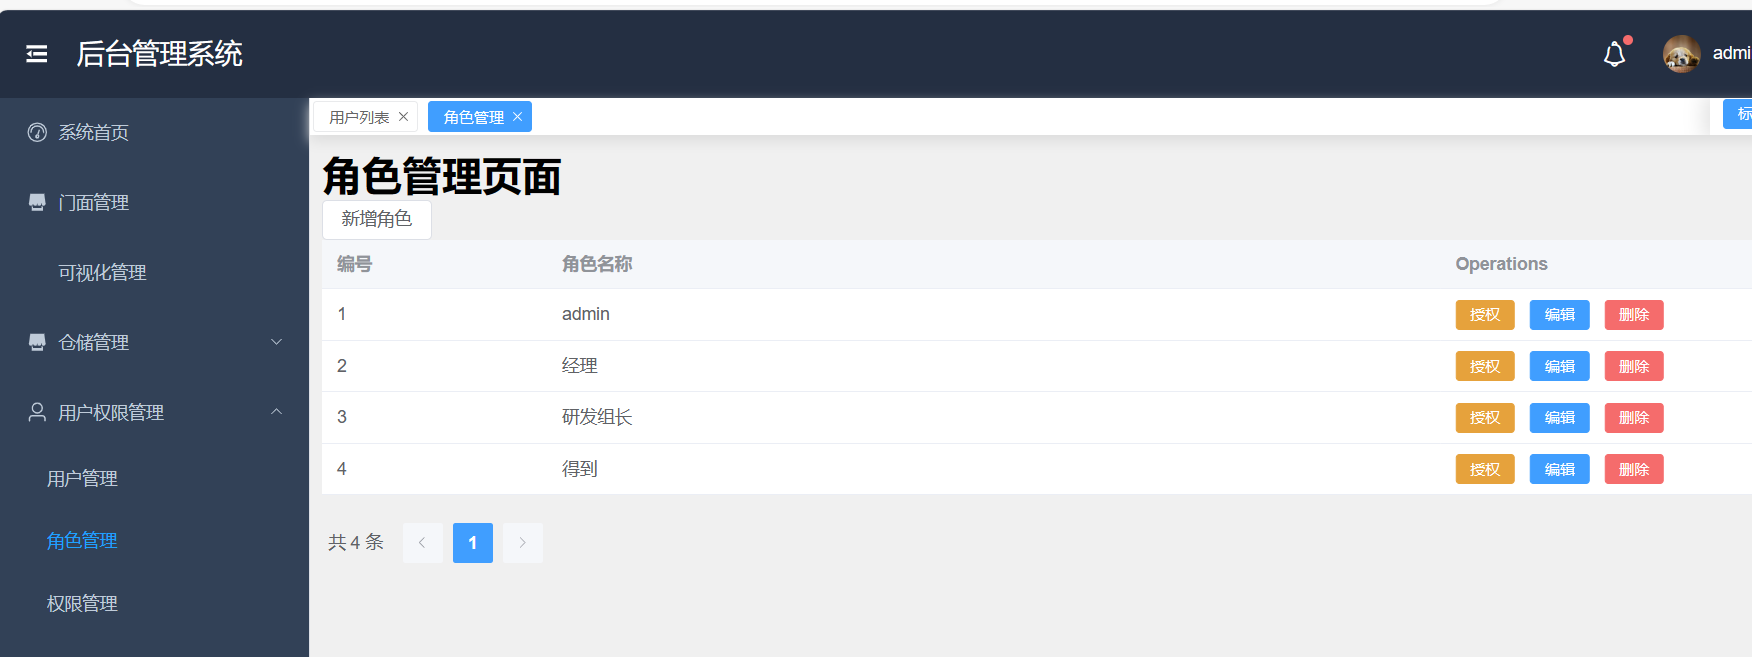 后台管理系统
admi
系统首页
门面管理
可视化管理
仓储管理
用户权限管理
用户管理
角色管理
权限管理
用户列表 角色管理 标
角色管理页面
新增角色
编号 角色名称 Operations
1 admin 授权 编辑 删除
2 经理 授权 编辑 删除
3 研发组长 授权 编辑 删除
4 得到 授权 编辑 删除
共 4 条 1